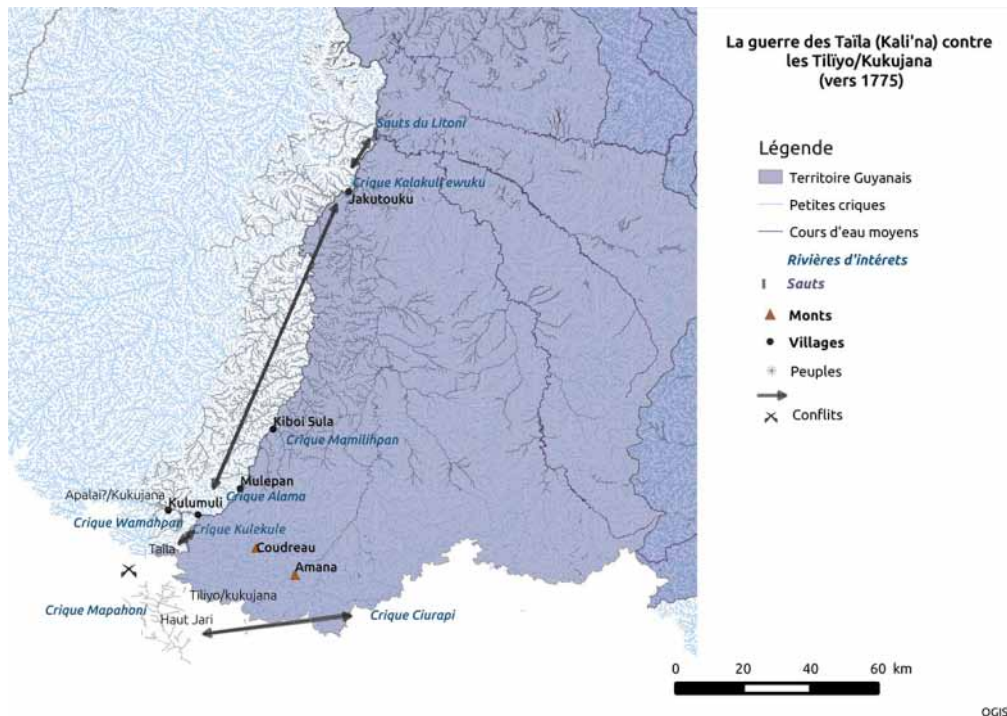 La guerre des Taïla (Kali'na) contre
les Tilïyo/Kukujana
(vers 1775)
Légende
Territoire Guyanais
Petites criques
Cours d'eau moyens
Rivières d'intérets
Sauts
Monts
Villages
Peuples
Conflits
Sauts du Litoni
Crique Kalakuli ewuku
Jakutouku
Kiboi Sula
Crique Mamilihpan
Mulepan
Crique Alama
Apalai?/Kukujana
Kulumuli
Crique Wamahpan
Crique Kulekule
Taïla
Coudreau
Amana
Tiliyo/kukujana
Crique Mapahoni
Haut Jari
Crique Ciurapi
0 20 40 60 km
QGIS